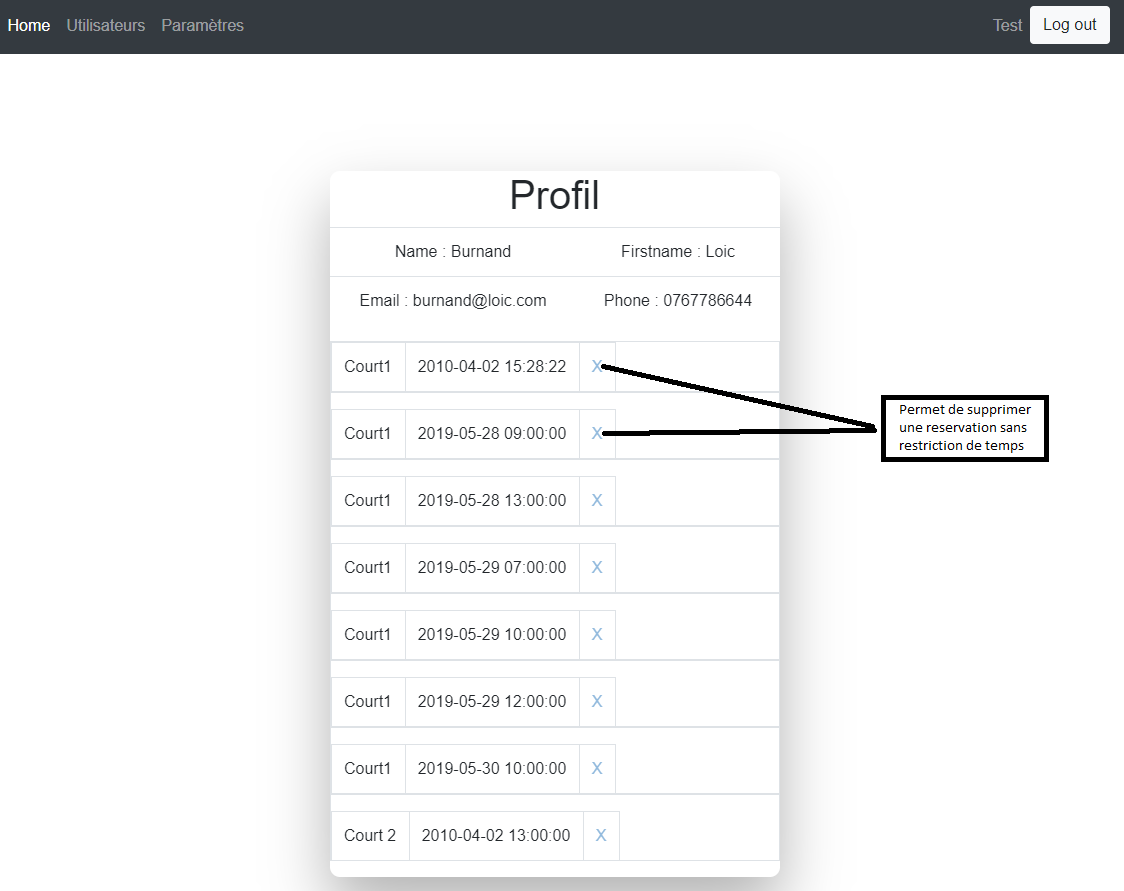 Home Utilisateurs Paramètres Test Log out
Profil
Name : Burnand Firstname : Loic
Email : burnand@loic.com Phone : 0767786644
Court1 2010-04-02 15:28:22 X
Court1 2019-05-28 09:00:00 X
Permet de supprimer
une reservation sans
restriction de temps
Court1 2019-05-28 13:00:00 X
Court1 2019-05-29 07:00:00 X
Court1 2019-05-29 10:00:00 X
Court1 2019-05-29 12:00:00 X
Court1 2019-05-30 10:00:00 X
Court 2 2010-04-02 13:00:00 X